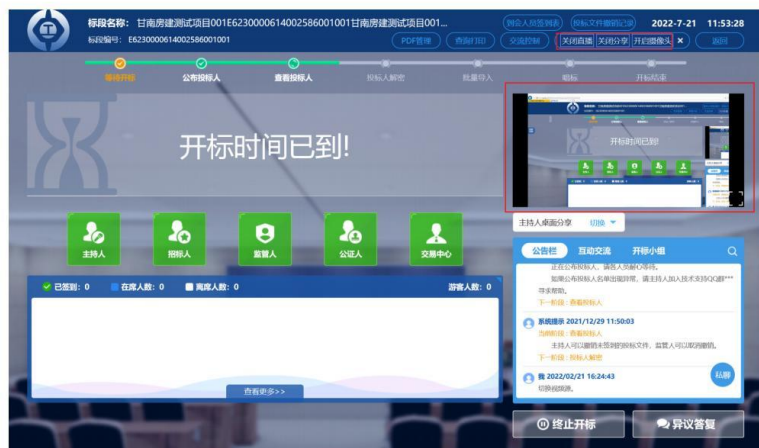 标段名称： 甘南房建测试项目001E6230000614002586001001甘南房建测试项目001...
标段编号： E6230000614002586001001
到会人员签到表 投标文件撤销记录 2022-7-21 11:53:28
PDF管理 查询打印 交流控制 关闭直播 关闭分享 开启摄像头 × 返回
等待开标 公布投标人 查看投标人 投标人解密 批量导入 唱标 开标结束
开标时间已到!
主持人 招标人 监管人 公证人 交易中心
已签到：0 在席人数：0 离席人数：0 游客人数：0
查看更多>>
开标时间已到!
主持人桌面分享 切换
公告栏 互动交流 开标小组
正在公布投标人，请各人员耐心等待。
如果公布投标人名单出现异常，请主持人加入技术支持QQ群***
寻求帮助。
下一阶段：查看投标人
系统提示 2021/12/29 11:50:03
当前阶段：查看投标人
主持人可以撤销未签到的投标文件，监管人可以取消撤销。
下一阶段：投标人解密
我 2022/02/21 16:24:43
切换视频源。
私聊
终止开标 异议答复